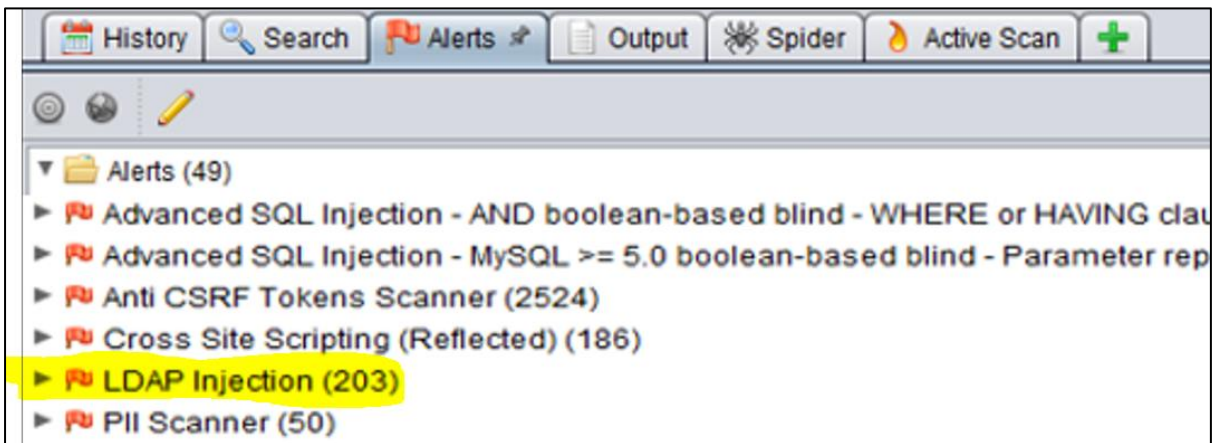 History Search Alerts Output Spider Active Scan
Alerts (49)
Advanced SQL Injection - AND boolean-based blind - WHERE or HAVING
Advanced SQL Injection - MySQL >= 5.0 boolean-based blind - Parameter
Anti CSRF Tokens Scanner (2524)
Cross Site Scripting (Reflected) (186)
LDAP Injection (203)
PII Scanner (50)